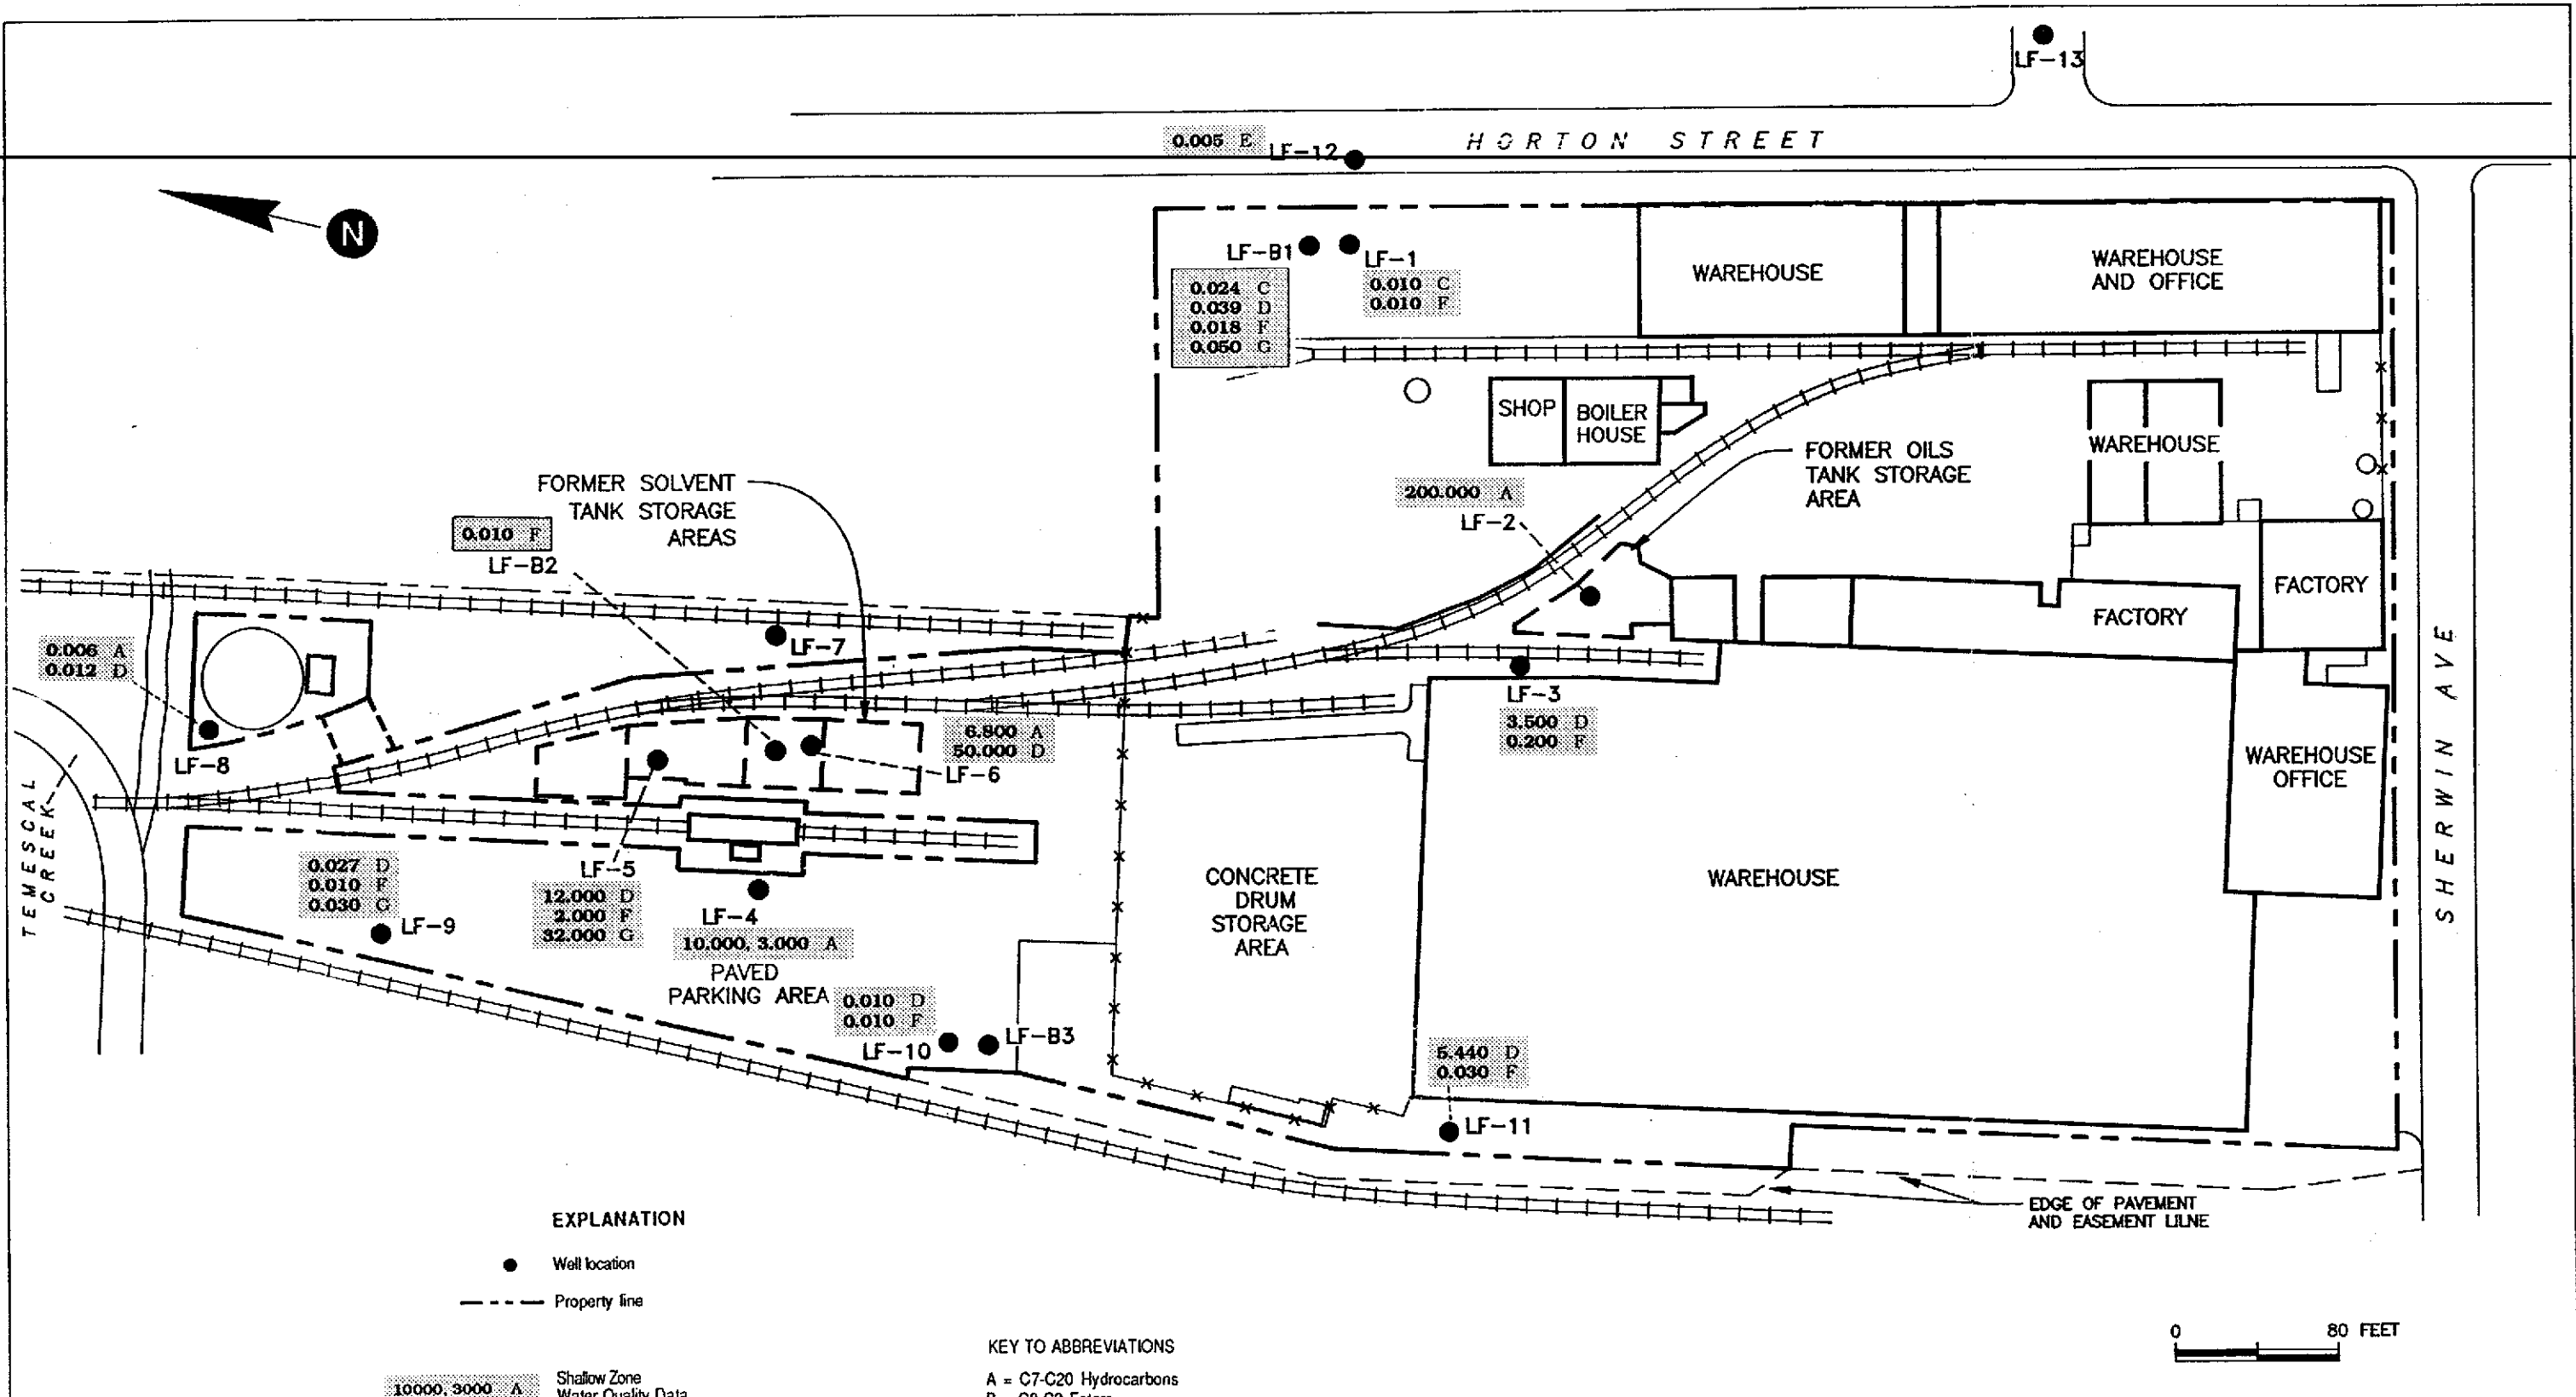 LF-13
0.005 E
LF-12
HORTON STREET
N
LF-B1
LF-1
0.024 C
0.039 D
0.018 F
0.050 G
0.010 C
0.010 F
WAREHOUSE
WAREHOUSE
AND OFFICE
SHOP
BOILER
HOUSE
WAREHOUSE
FORMER OILS
TANK STORAGE
AREA
200.000 A
LF-2
FORMER SOLVENT
TANK STORAGE
AREAS
0.010 F
LF-B2
FACTORY
FACTORY
0.006 A
0.012 D
LF-7
LF-8
LF-3
3.500 D
0.200 F
6.800 A
50.000 D
LF-6
WAREHOUSE
OFFICE
SHERWIN AVE
TEMESCAL
CREEK
0.027 D
0.010 F
0.030 G
LF-9
LF-5
12.000 D
2.000 F
32.000 G
LF-4
10.000, 3.000 A
PAVED
PARKING AREA
CONCRETE
DRUM
STORAGE
AREA
WAREHOUSE
0.010 D
0.010 F
LF-10
LF-B3
5.440 D
0.030 F
LF-11
EDGE OF PAVEMENT
AND EASEMENT LILNE
EXPLANATION
Well location
Property line
10000, 3000 A
Shallow Zone
Water Quality Data
KEY TO ABBREVIATIONS
A = C7-C20 Hydrocarbons
0 80 FEET